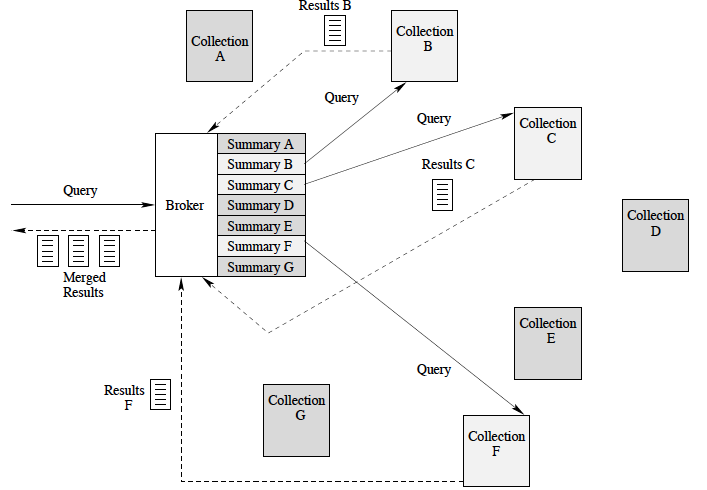 Results B
Collection
A
Collection
B
Query
Query
Collection
C
Summary A
Summary B
Results C
Summary C
Query
Broker
Summary D
Collection
D
Summary E
Summary F
Summary G
Merged
Results
Collection
E
Query
Results
F
Collection
G
Collection
F